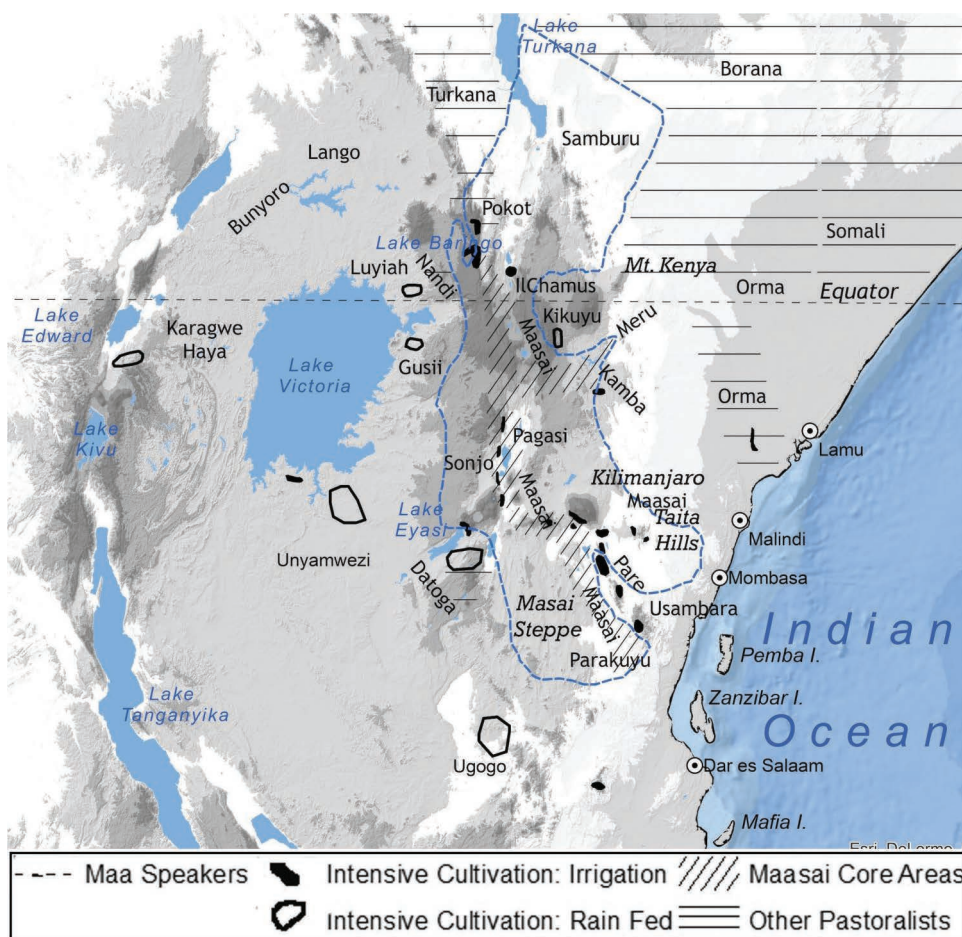 Lake
Turkana
Borana
Turkana
Samburu
Lango
Bunyoro
Pokot
Lake Baringo
Somali
Luyiah
Nandi
IlChamus
Mt. Kenya
Orma
Equator
Kikuyu
Meru
Lake
Edward
Karagwe
Haya
Maasai
Gusii
Kamba
Lake
Victoria
Orma
Lake
Kivu
Pagasi
Lamu
Sonjo
Kilimanjaro
Maasai
Maasai
Taita
Hills
Malindi
Lake
Eyasi
Unyamwezi
Datoga
Pare
Mombasa
Masai
Steppe
Maasai
Usambara
Indian
Parakuyu
Pemba I.
Lake
Tanganyika
Zanzibar I.
Ocean
Ugogo
Dar es Salaam
Mafia I.
Esri, DeLorme
Maa Speakers
Intensive Cultivation: Irrigation
Maasai Core Areas
Intensive Cultivation: Rain Fed
Other Pastoralists